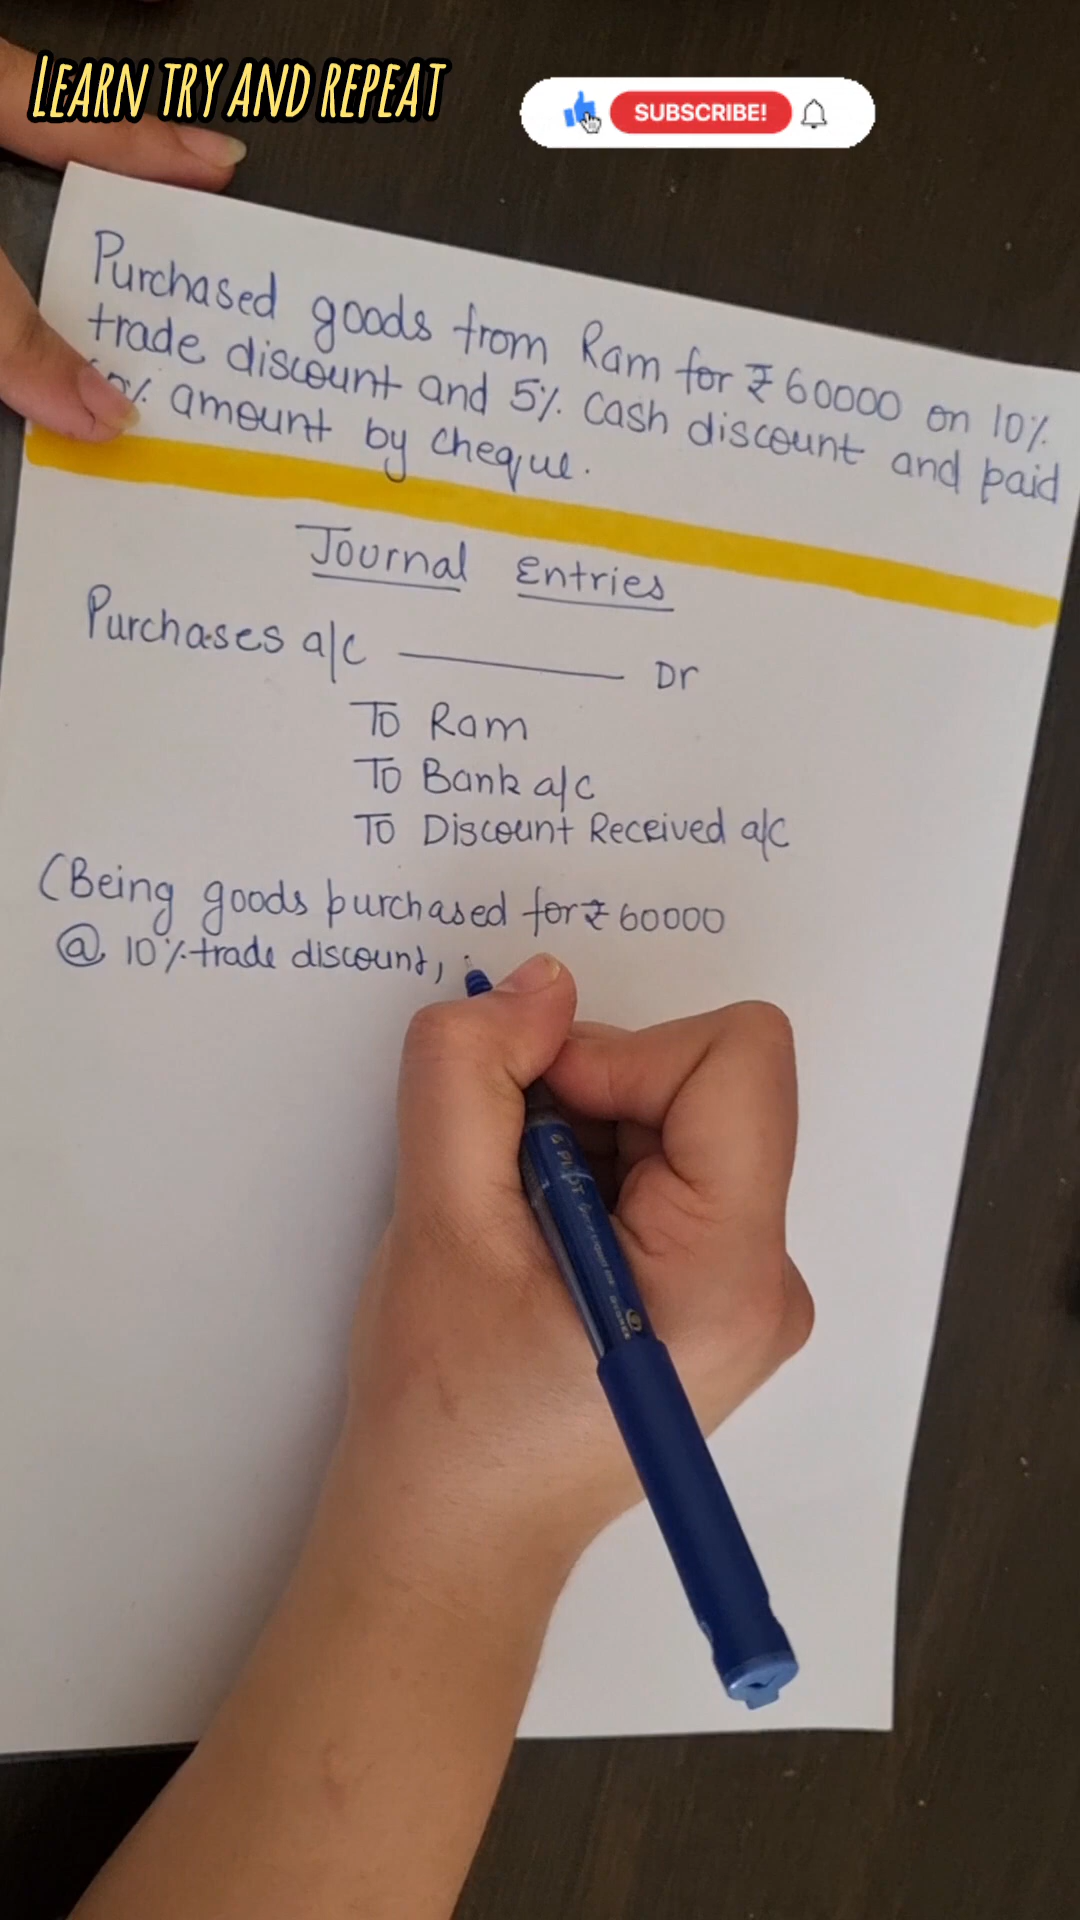 LEARN TRY AND REPEAT
SUBSCRIBE!
Purchased goods from Ram for ₹ 60000 on 10%
trade discount and 5% cash discount and paid
amount by cheque.
Journal Entries
Purchases a/c ________ Dr
To Ram
To Bank a/c
To Discount Received a/c
(Being goods purchased for ₹ 60000
@ 10% trade discount,
PILOT